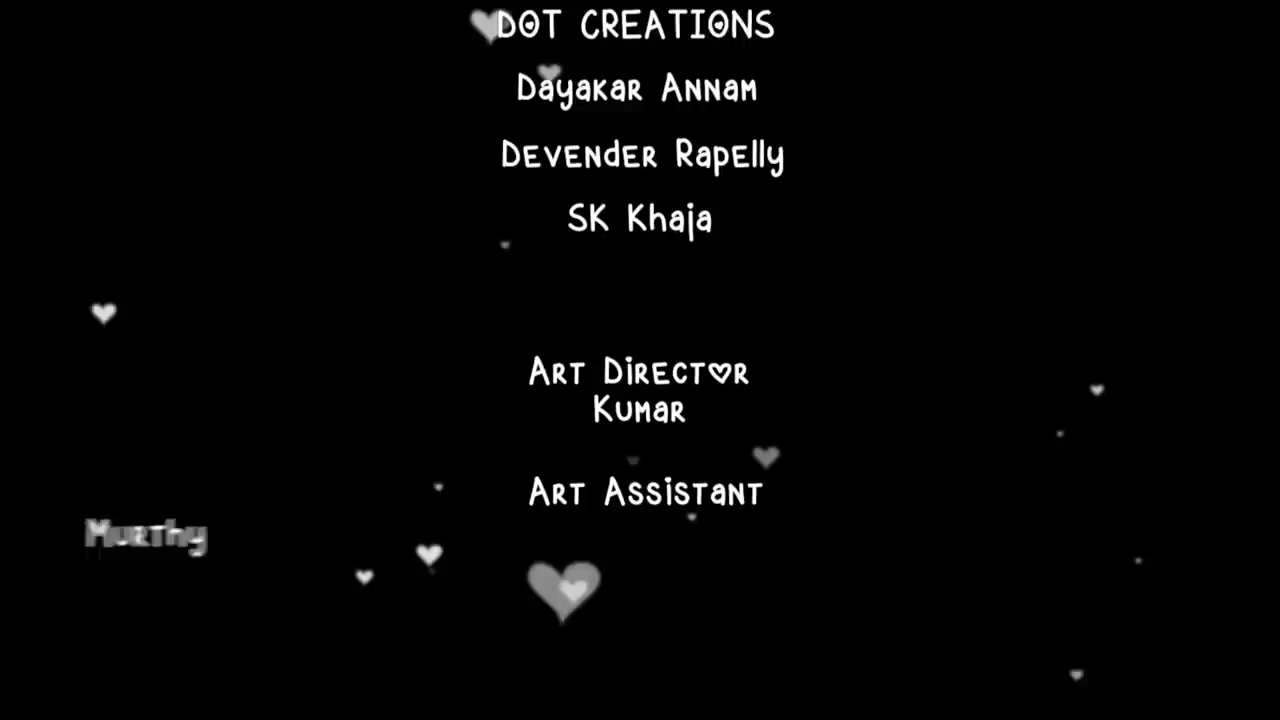 DOT CREATIONS
Dayakar Annam
Devender Rapelly
SK Khaja
Art Director
Kumar
Art Assistant
Murthy